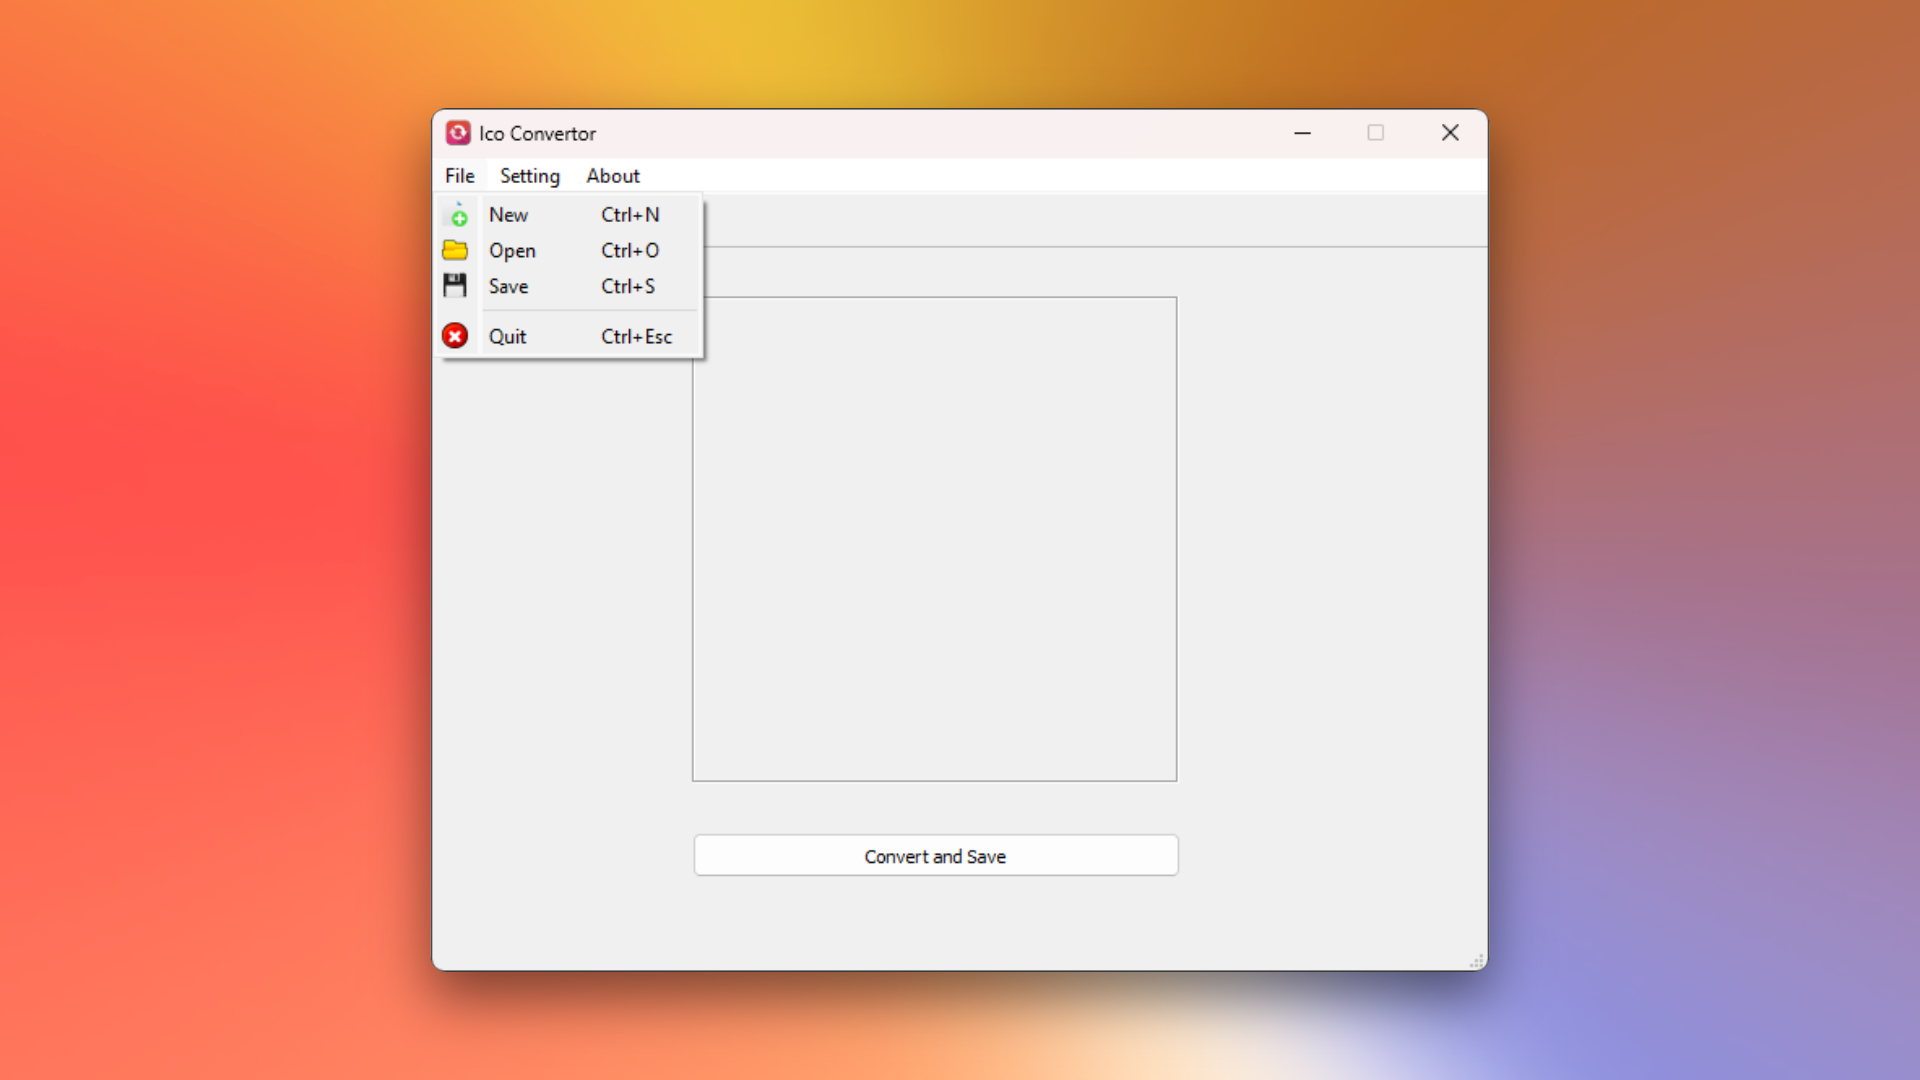 Ico Convertor
File Setting About
New Ctrl+N
Open Ctrl+O
Save Ctrl+S
Quit Ctrl+Esc
Convert and Save